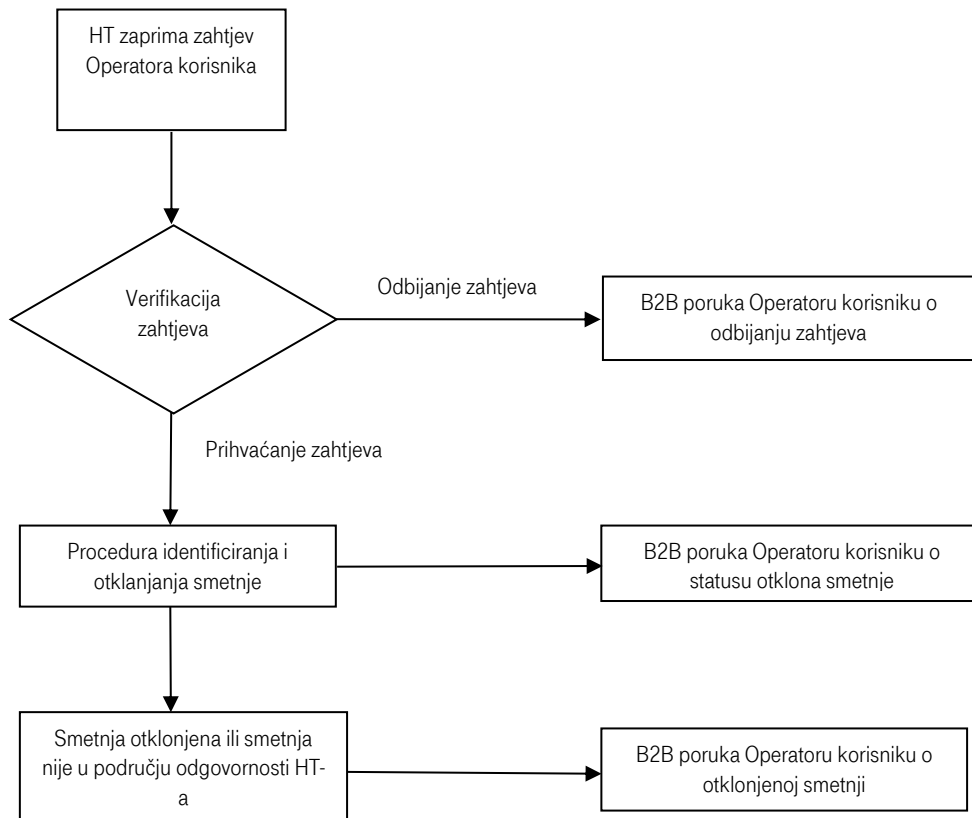 HT zaprima zahtjev
Operatora korisnika
Verifikacija
zahtjeva
Odbijanje zahtjeva
B2B poruka Operatoru korisniku o
odbijanju zahtjeva
Prihvaćanje zahtjeva
Procedura identificiranja i
otklanjanja smetnje
B2B poruka Operatoru korisniku o
statusu otklona smetnje
Smetnja otklonjena ili smetnja
nije u području odgovornosti HT-
a
B2B poruka Operatoru korisniku o
otklonjenoj smetnji